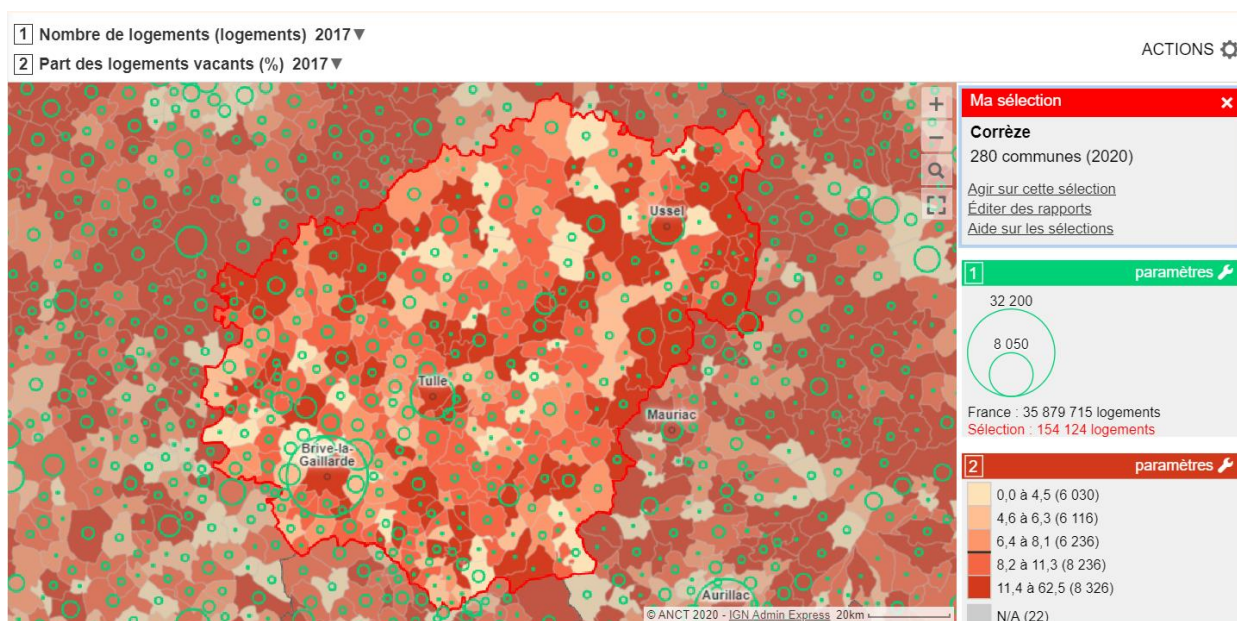 1 Nombre de logements (logements) 2017▼
2 Part des logements vacants (%) 2017▼
ACTIONS
+
−
Ussel
Tulle
Mauriac
Brive-la-
Gaillarde
Aurillac
© ANCT 2020 - IGN Admin Express 20km
Ma sélection ×
Corrèze
280 communes (2020)
Agir sur cette sélection
Éditer des rapports
Aide sur les sélections
1 paramètres
32 200
8 050
France : 35 879 715 logements
Sélection : 154 124 logements
2 paramètres
0,0 à 4,5 (6 030)
4,6 à 6,3 (6 116)
6,4 à 8,1 (6 236)
8,2 à 11,3 (8 236)
11,4 à 62,5 (8 326)
N/A (22)